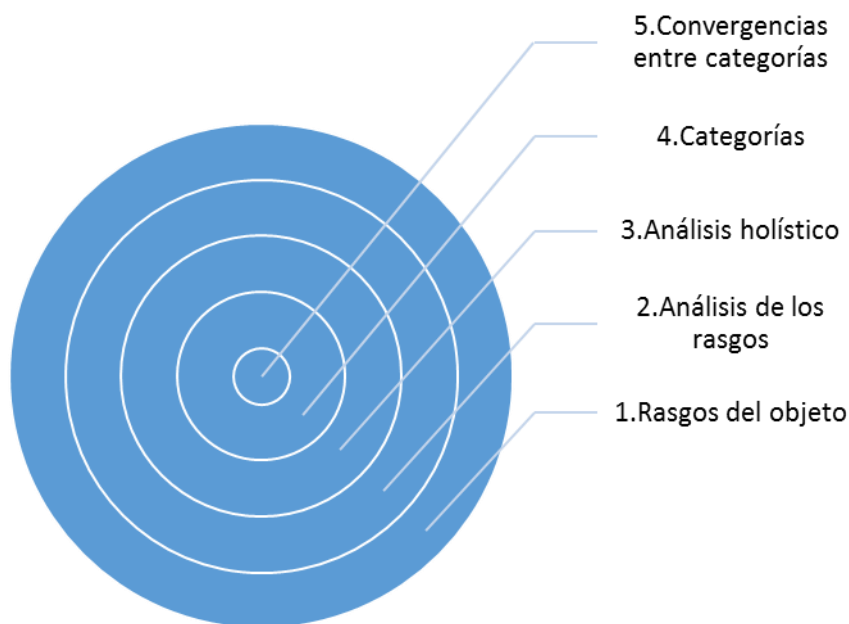 5.Convergencias
entre categorías
4.Categorías
3.Análisis holístico
2.Análisis de los
rasgos
1.Rasgos del objeto